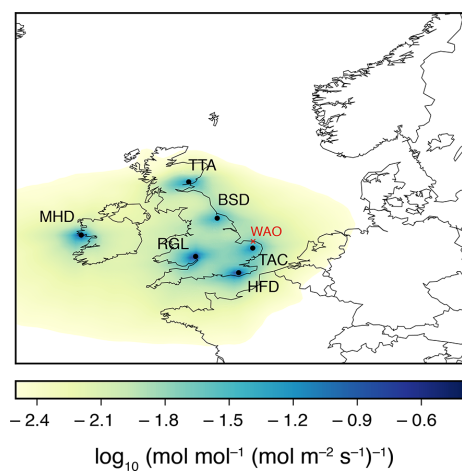 TTA
BSD
MHD
WAO
RGL
TAC
HFD
− 2.4 − 2.1 − 1.8 − 1.5 − 1.2 − 0.9 − 0.6
log₁₀ (mol mol⁻¹ (mol m⁻² s⁻¹)⁻¹)